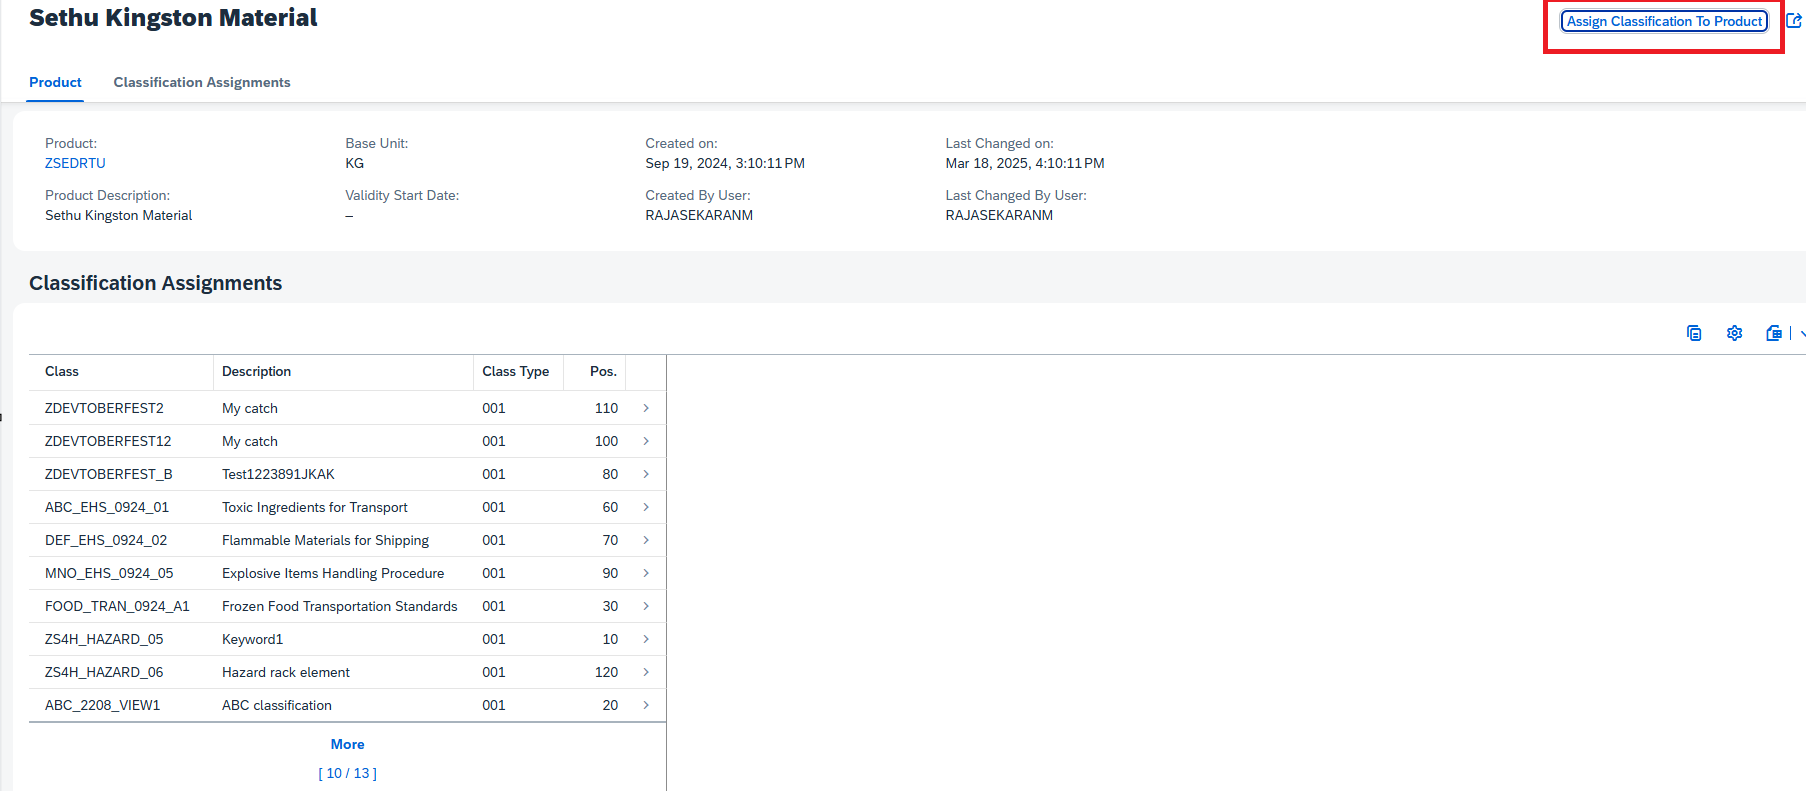 Sethu Kingston Material
Assign Classification To Product
Product Classification Assignments
Product: Base Unit: Created on: Last Changed on:
ZSEDRTU KG Sep 19, 2024, 3:10:11 PM Mar 18, 2025, 4:10:11 PM
Product Description: Validity Start Date: Created By User: Last Changed By User:
Sethu Kingston Material – RAJASEKARANM RAJASEKARANM
Classification Assignments
Class Description Class Type Pos.
ZDEVTOBERFEST2 My catch 001 110
ZDEVTOBERFEST12 My catch 001 100
ZDEVTOBERFEST_B Test1223891JKAK 001 80
ABC_EHS_0924_01 Toxic Ingredients for Transport 001 60
DEF_EHS_0924_02 Flammable Materials for Shipping 001 70
MNO_EHS_0924_05 Explosive Items Handling Procedure 001 90
FOOD_TRAN_0924_A1 Frozen Food Transportation Standards 001 30
ZS4H_HAZARD_05 Keyword1 001 10
ZS4H_HAZARD_06 Hazard rack element 001 120
ABC_2208_VIEW1 ABC classification 001 20
More
[ 10 / 13 ]